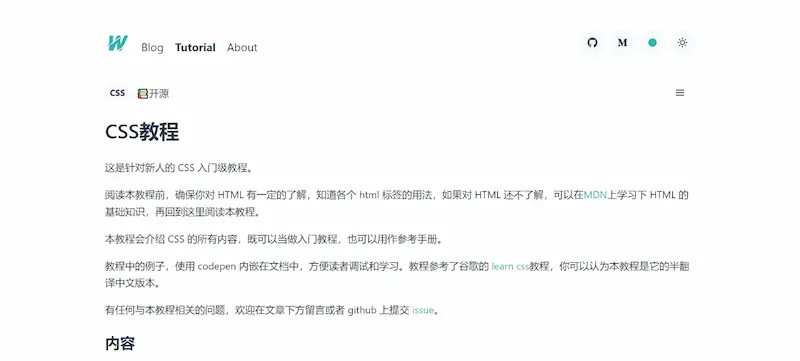 W Blog Tutorial About M
CSS 开源
CSS教程
这是针对新人的 CSS 入门级教程。
阅读本教程前，确保你对 HTML 有一定的了解，知道各个 html 标签的用法，如果对 HTML 还不了解，可以在MDN上学习下 HTML 的
基础知识，再回到这里阅读本教程。
本教程会介绍 CSS 的所有内容，既可以当做入门教程，也可以用作参考手册。
教程中的例子，使用 codepen 内嵌在文档中，方便读者调试和学习。教程参考了谷歌的 learn css教程，你可以认为本教程是它的半翻
译中文版本。
有任何与本教程相关的问题，欢迎在文章下方留言或者 github 上提交 issue。
内容